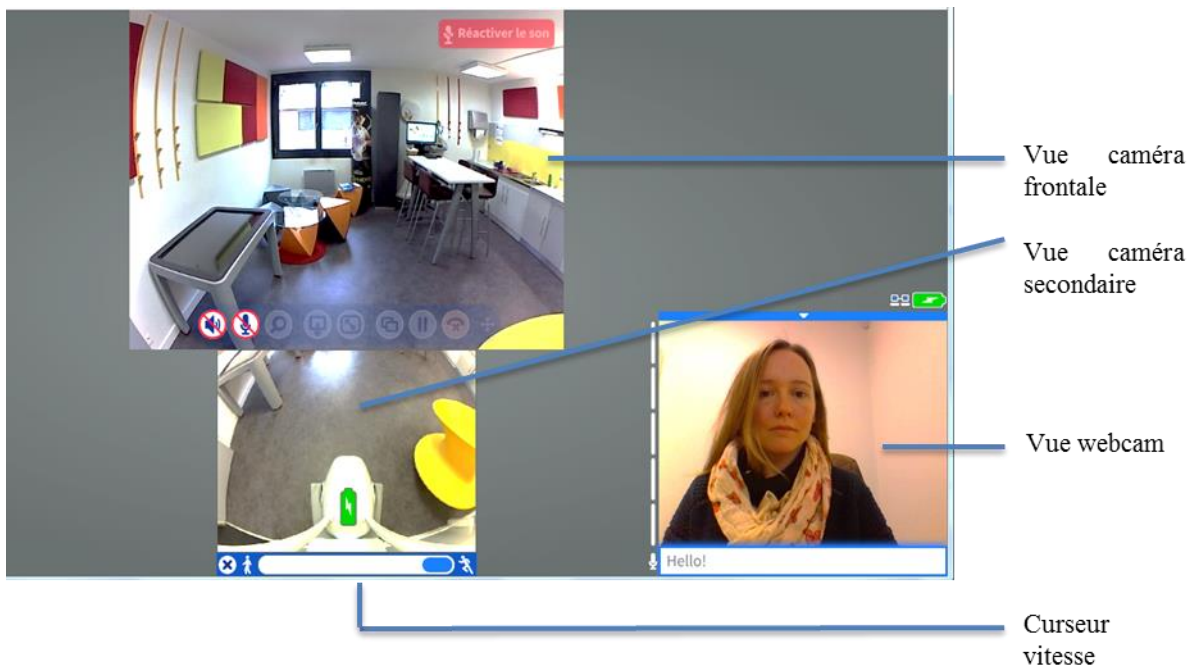 Réactiver le son
Vue caméra
frontale
Vue caméra
secondaire
Vue webcam
Hello!
Curseur
vitesse